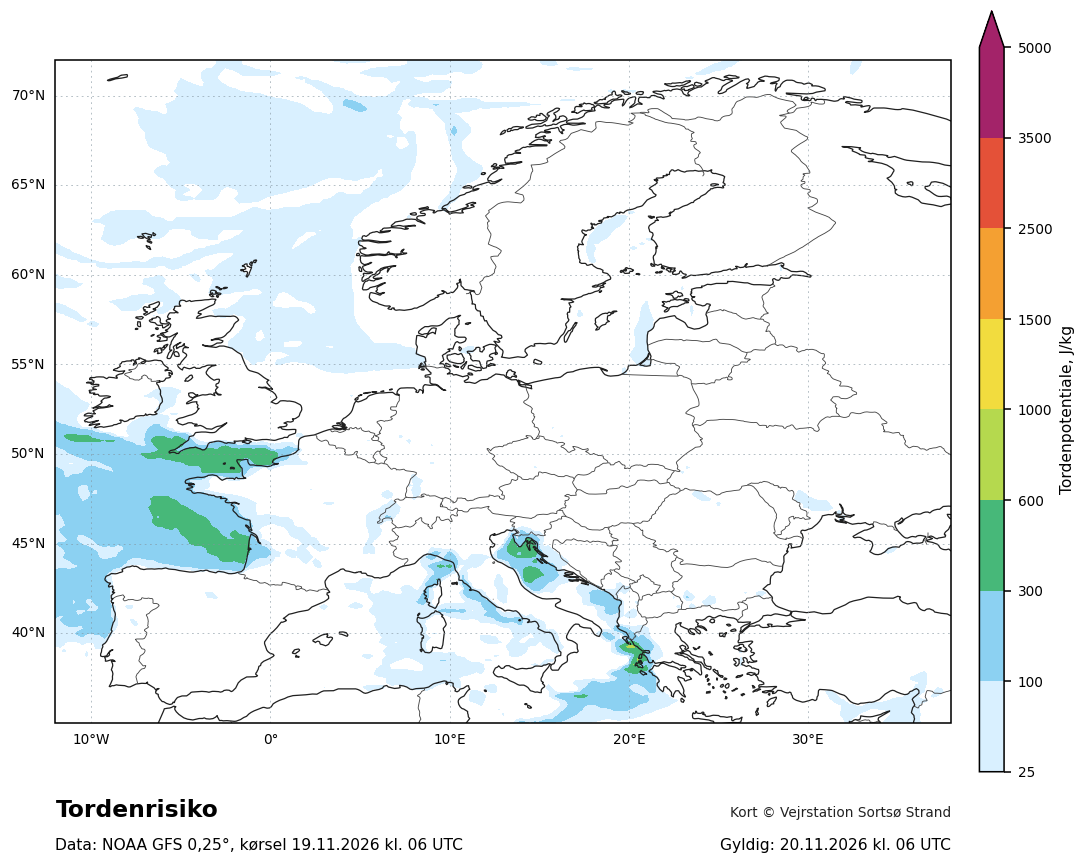 5000
3500
2500
1500
1000
600
300
100
25
Tordenpotentiale, J/kg
70°N
65°N
60°N
55°N
50°N
45°N
40°N
10°W
0°
10°E
20°E
30°E
Tordenrisiko
Kort © Vejrstation Sortsø Strand
Data: NOAA GFS 0,25°, kørsel 19.11.2026 kl. 06 UTC
Gyldig: 20.11.2026 kl. 06 UTC